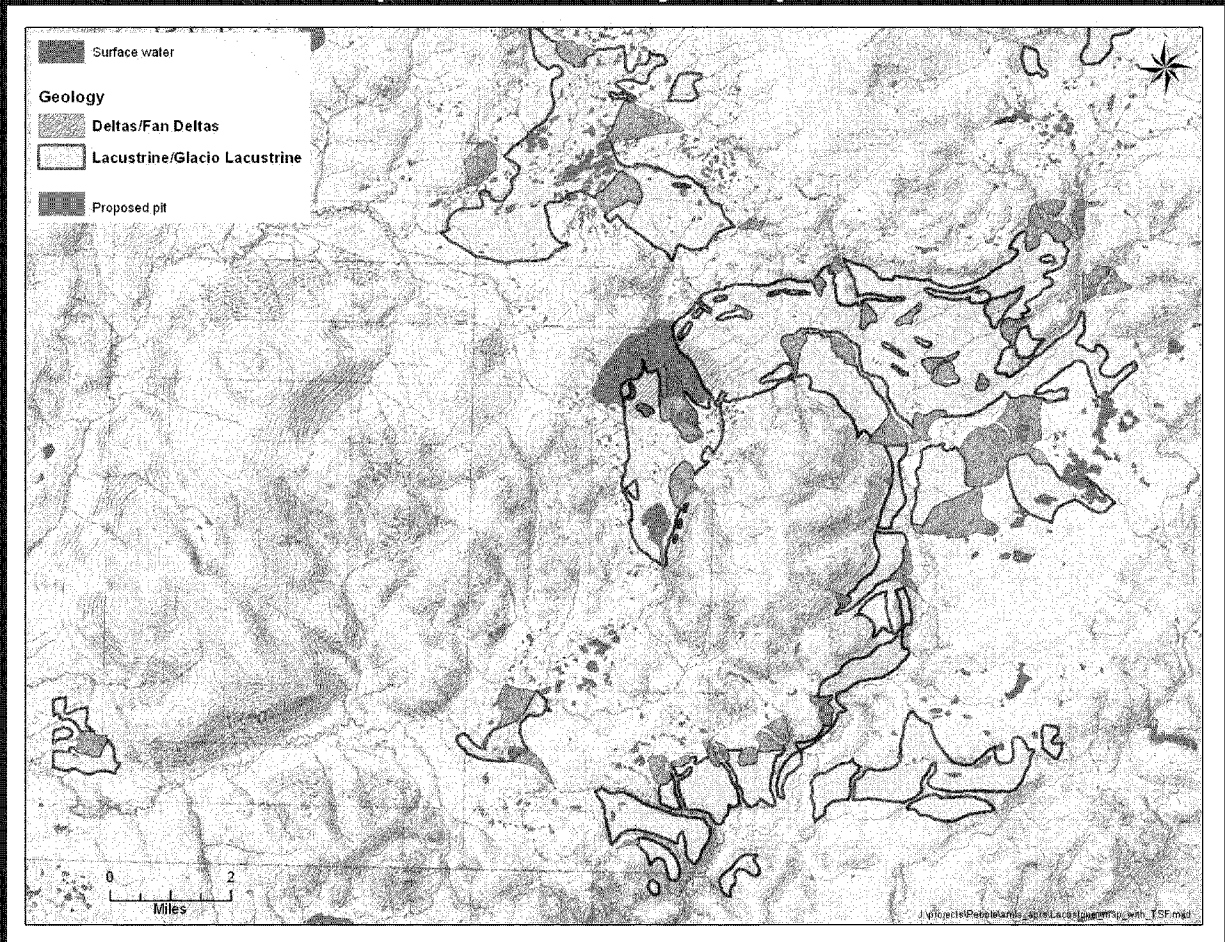 Surface water
Geology
Deltas/Fan Deltas
Lacustrine/Glacio Lacustrine
Proposed pit
0 2
Miles